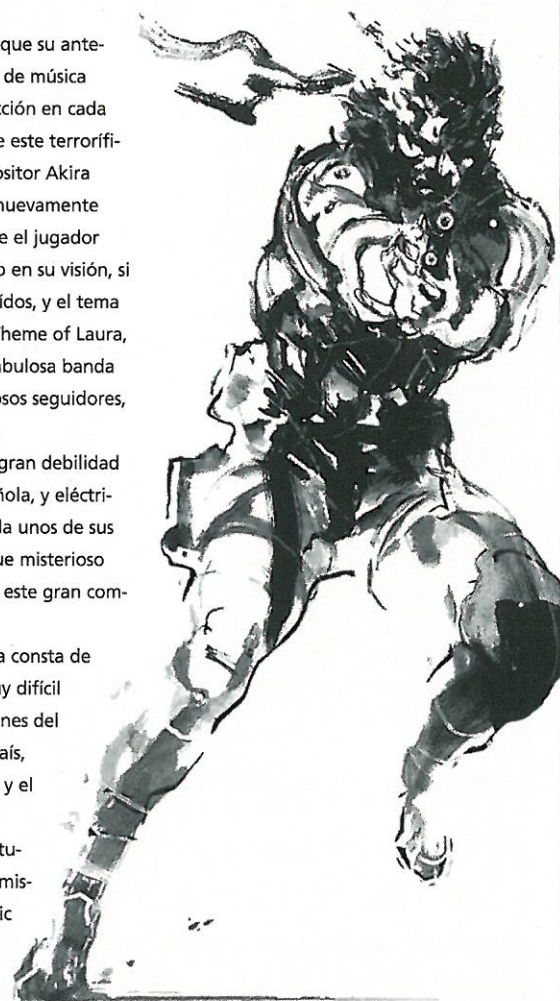 que su ante-
de música
cción en cada
e este terrorífi-
ositor Akira
nuevamente
e el jugador
o en su visión, si
ídos, y el tema
Theme of Laura,
abulosa banda
osos seguidores,
gran debilidad
ñola, y eléctri-
la unos de sus
ue misterioso
este gran com-
a consta de
uy difícil
nes del
aís,
y el
tu-
mis-
ic